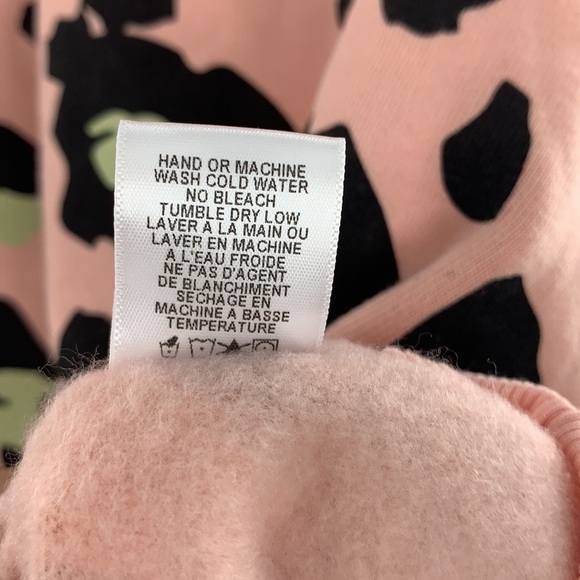 HAND OR MACHINE
WASH COLD WATER
NO BLEACH
TUMBLE DRY LOW
LAVER À LA MAIN OU
LAVER EN MACHINE
A L'EAU FROIDE
NE PAS D'AGENT
DE BLANCHIMENT
SECHAGE EN
MACHINE A BASSE
TEMPERATURE